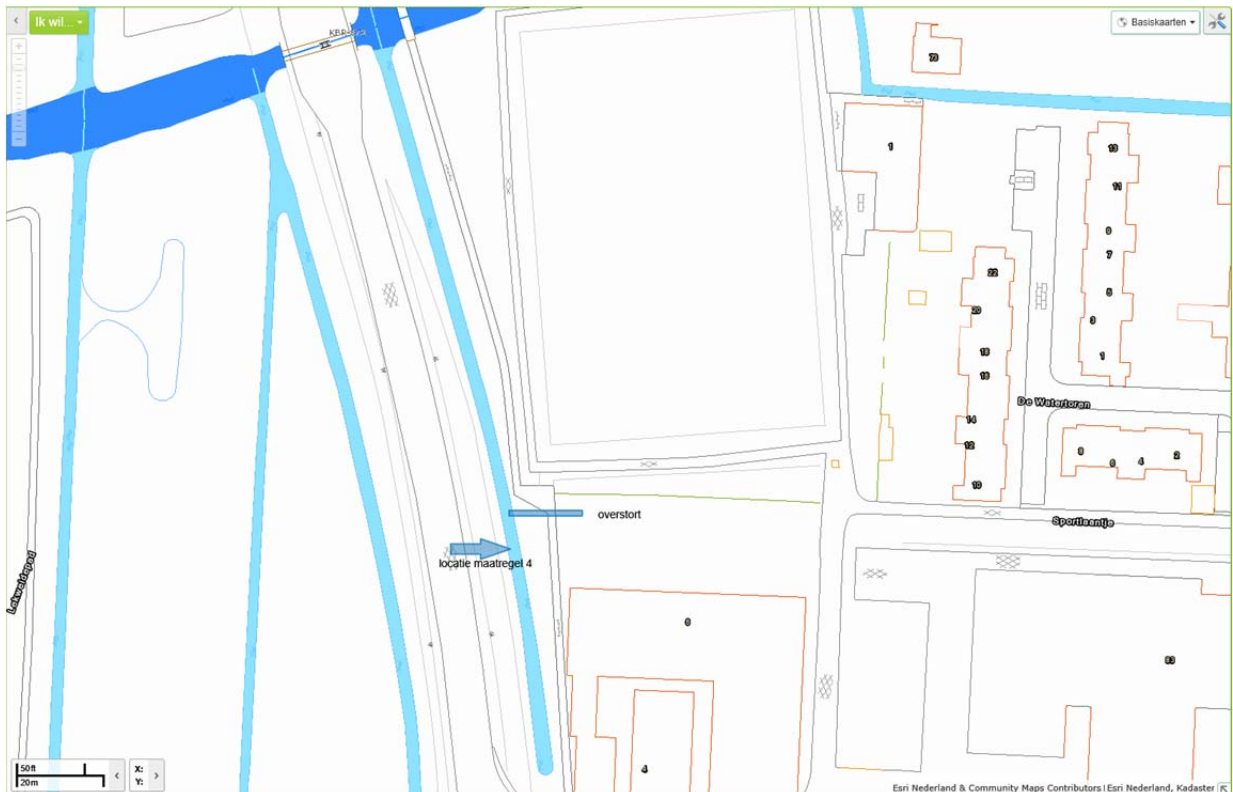 Ik wil...
Basiskaarten
73
1
13
11
9
7
5
3
1
22
20
18
16
14
12
10
De Watertoren
8
6
4
2
Sportlaantje
overstort
locatie maatregel 4
Lekweidepad
6
4
83
50ft
20m
X:
Y:
Esri Nederland & Community Maps Contributors | Esri Nederland, Kadaster